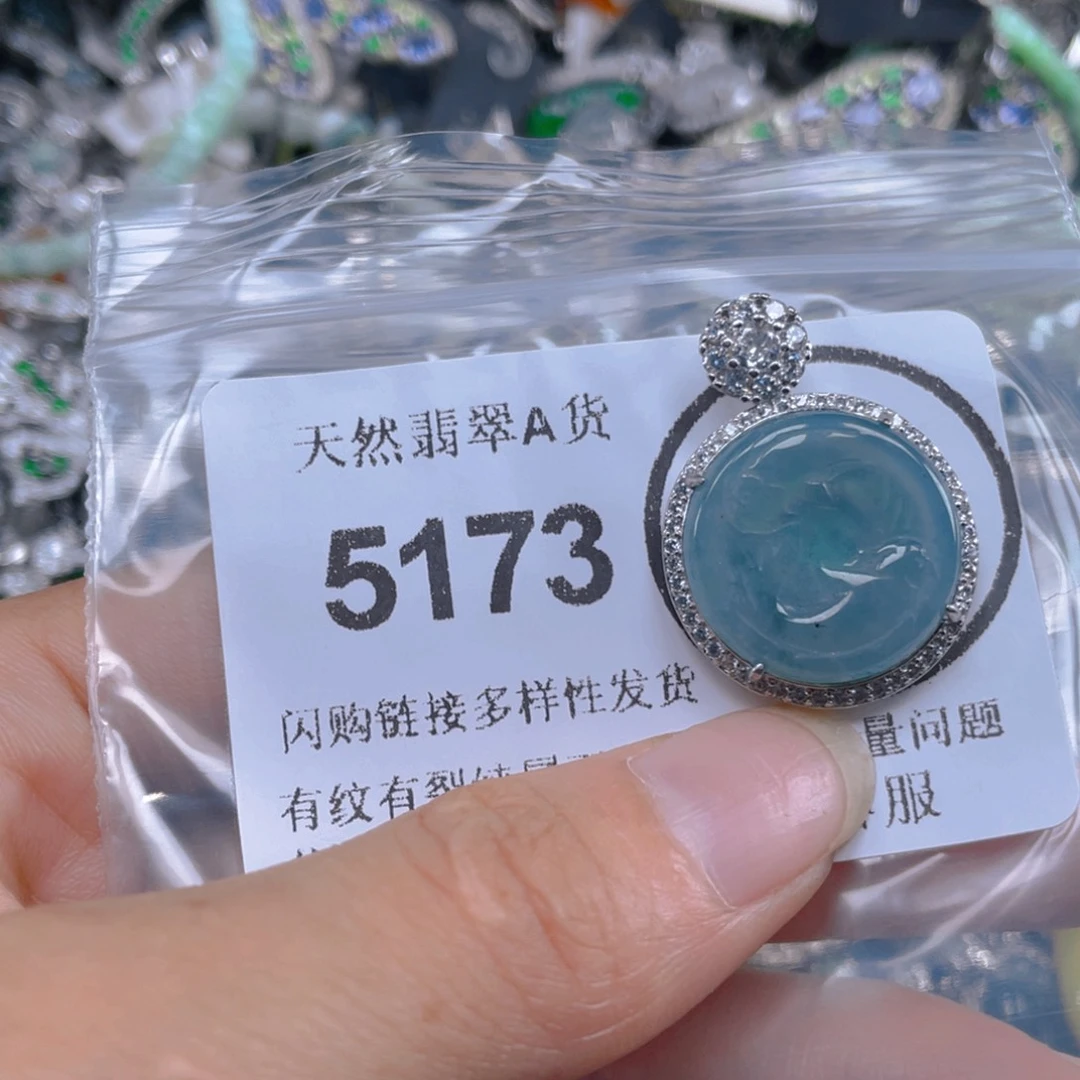 天然翡翠A货
5173
闪购链接多样性发货
有纹有裂 量问题
服